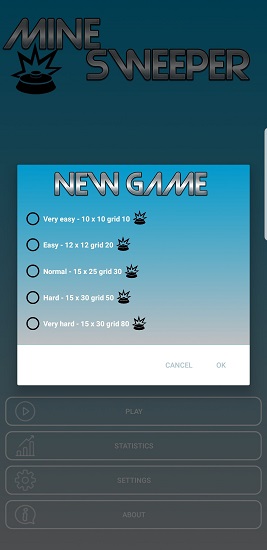 MINE
SWEEPER
NEW GAME
Very easy - 10 x 10 grid 10
Easy - 12 x 12 grid 20
Normal - 15 x 25 grid 30
Hard - 15 x 30 grid 50
Very hard - 15 x 30 grid 80
CANCEL OK
PLAY
STATISTICS
SETTINGS
ABOUT